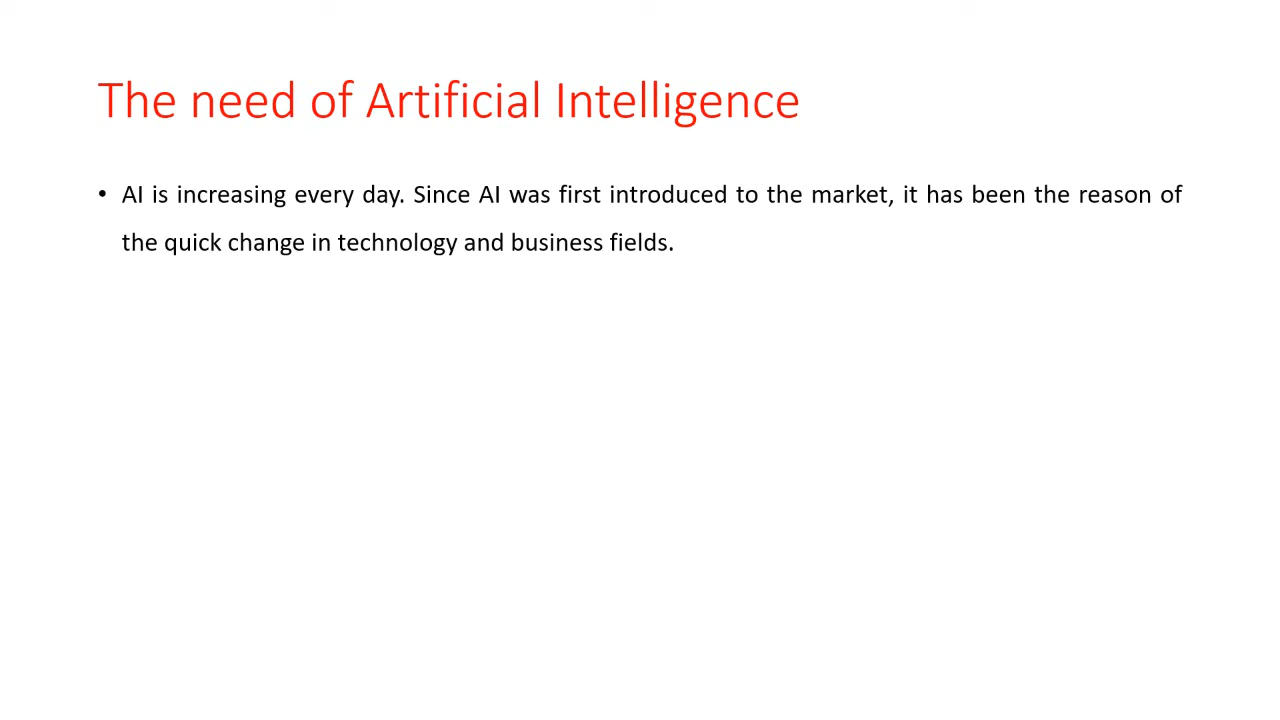 The need of Artificial Intelligence
• AI is increasing every day. Since AI was first introduced to the market, it has been the reason of
the quick change in technology and business fields.